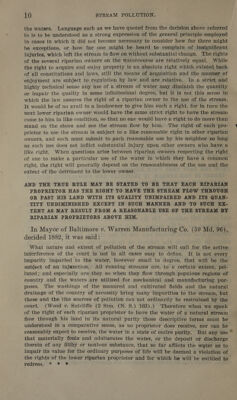 10 STREAM POLLUTION.
the waters. Language such as we have quoted from the decision above referred
to is to be understood as a strong expression of the general principle employed
in cases in which it did not become necessary to consider how far there might
be exceptions, or how far one might be bound to complain of insignificant
injuries, which left the stream to flow on without substantial change. The rights
of the several riparian owners on the watercourse are relatively equal. While
the right to acquire and enjoy property is an absolute right which existed back
of all constitutions and laws, still the means of acquisition and the manner of
enjoyment are subject to regulation by law and are relative. In a strict and
highly technical sense any use of a stream of water may diminish the quantity
or impair the quality in some infinitesimal degree, but it is not this sense in
which the law assures the right of a riparian owner to the use of the stream.
It would be of no avail to a landowner to give him such a right, for in turn the
next lower riparian owner would have the same strict right to have the stream
come to him in like condition, so that no one would have a right to do more than
stand on the shore and see the stream flow by him. The right of each pro-
prietor to use the stream is subject to a like reasonable right in other riparian
owners, and each must submit to such reasonable use by his neighbor so long
as such use does not inflict substantial injury upon other owners who have a
like right. When questions arise between riparian owners respecting the right
of one to make a particular use of the water in which they have a common
right, the right will generally depend on the reasonableness of the use and the
extent of the detriment to the lower owner.
AND THE TRUE RULE MAY BE STATED TO BE THAT EACH RIPARIAN
PROPRIETOR HAS THE RIGHT TO HAVE THE STREAM FLOW THROUGH
OR PAST HIS LAND WITH ITS QUALITY UNIMPAIRED AND ITS QUAN-
TITY UNDIMINISHED EXCEPT IN SUCH MANNER AND TO SUCH EX-
TENT AS MAY RESULT FROM A REASONABLE USE OF THE STREAM BY
RIPARIAN PROPRIETORS ABOVE HIM.
In Mayor of Baltimore v. Warren Manufacturing Co. (59 Md. 96),
decided 1882, it was said:
What nature and extent of pollution of the stream will call for the active
interference of the court is not in all cases easy to define. It is not every
impurity imparted to the water, however small in degree, that will be the
subject of an injunction. All running streams are, to a certain extent, pol-
luted; and especially are they so when they flow through populous regions of
country and the waters are utilized for mechanical and manufacturing pur-
poses. The washings of the manured and cultivated fields and the natural
drainage of the country of necessity bring many impurities to the stream, but
these and the like sources of pollution can not ordinarily be restrained by the
court. (Wood v. Sutcliffe (2 Sim. (N. S.) 163.) Therefore when we speak
of the right of each riparian proprietor to have the water of a natural stream
flow through his land in its natural purity those descriptive terms must be
understood in a comparative sense, as no proprietor does receive, nor can he
reasonably expect to receive, the water in a state of entire purity. But any use
that materially fouls and adulterates the water, or the deposit or discharge
therein of any filthy or noxious substance, that so far affects the water as to
impair its value for the ordinary purposes of life will be deemed a violation of
the rights of the lower riparian proprietor and for which he will be entitled to
redress. * * *